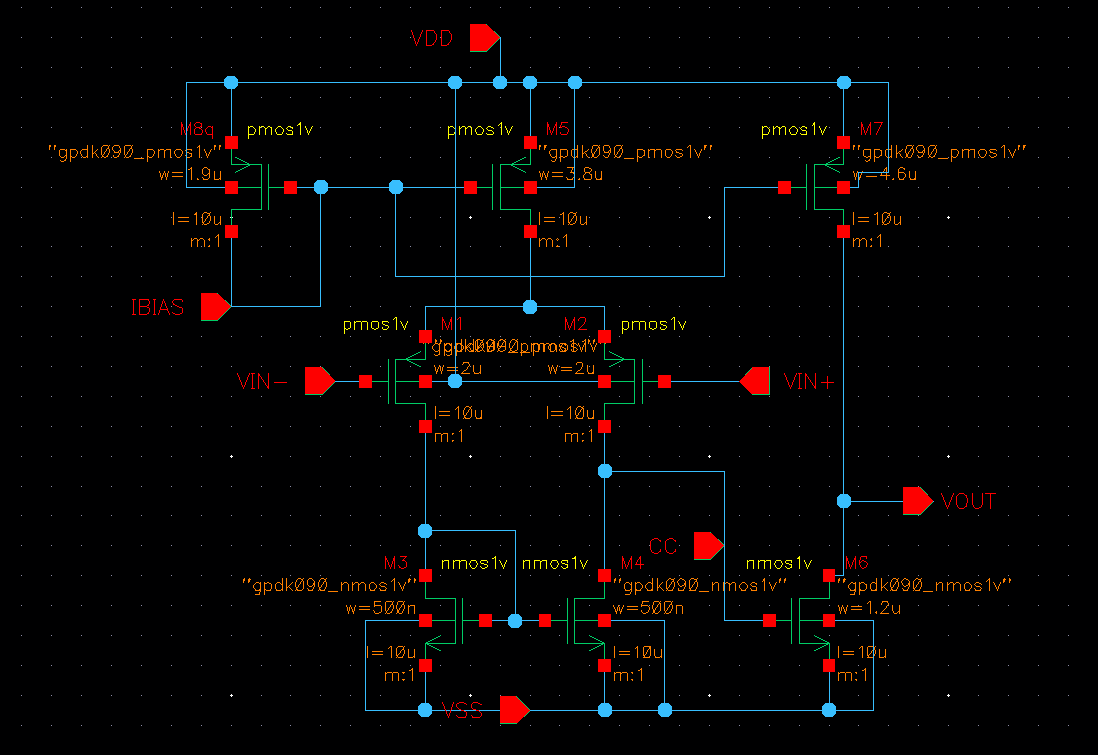 VDD
M8q
pmos1v
"gpdk090_pmos1v"
w=1.9u
l=10u
m:1
pmos1v
M5
"gpdk090_pmos1v"
w=3.8u
l=10u
m:1
pmos1v
M7
"gpdk090_pmos1v"
w=4.6u
l=10u
m:1
IBIAS
pmos1v
M1
w=2u
l=10u
m:1
M2
pmos1v
w=2u
l=10u
m:1
VIN-
VIN+
VOUT
CC
M3
nmos1v
"gpdk090_nmos1v"
w=500n
l=10u
m:1
nmos1v
M4
"gpdk090_nmos1v"
w=500n
l=10u
m:1
nmos1v
M6
"gpdk090_nmos1v"
w=1.2u
l=10u
m:1
VSS